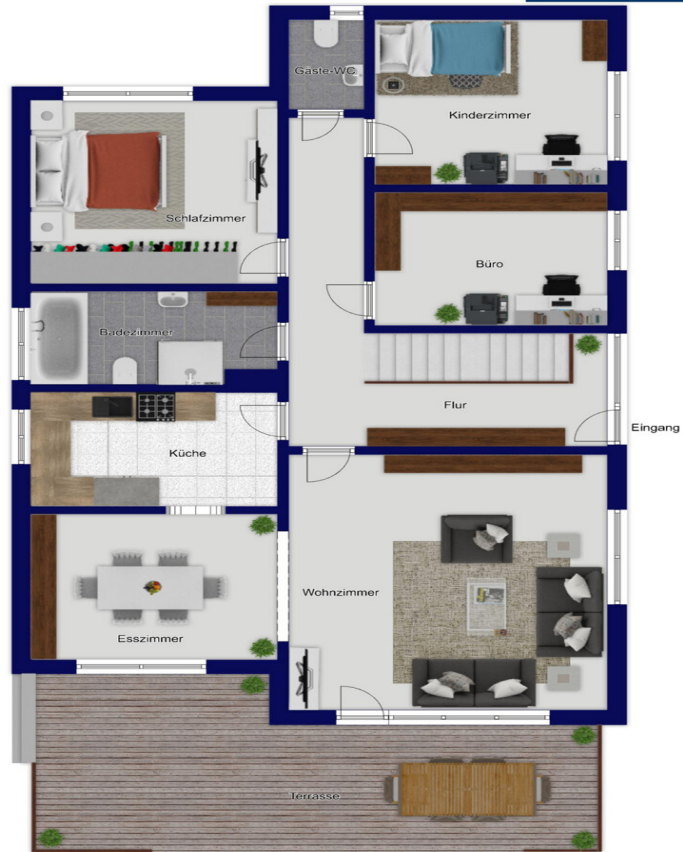 Gäste-WC
Kinderzimmer
Schlafzimmer
Büro
Badezimmer
Flur
Eingang
Küche
Wohnzimmer
Esszimmer
Terrasse